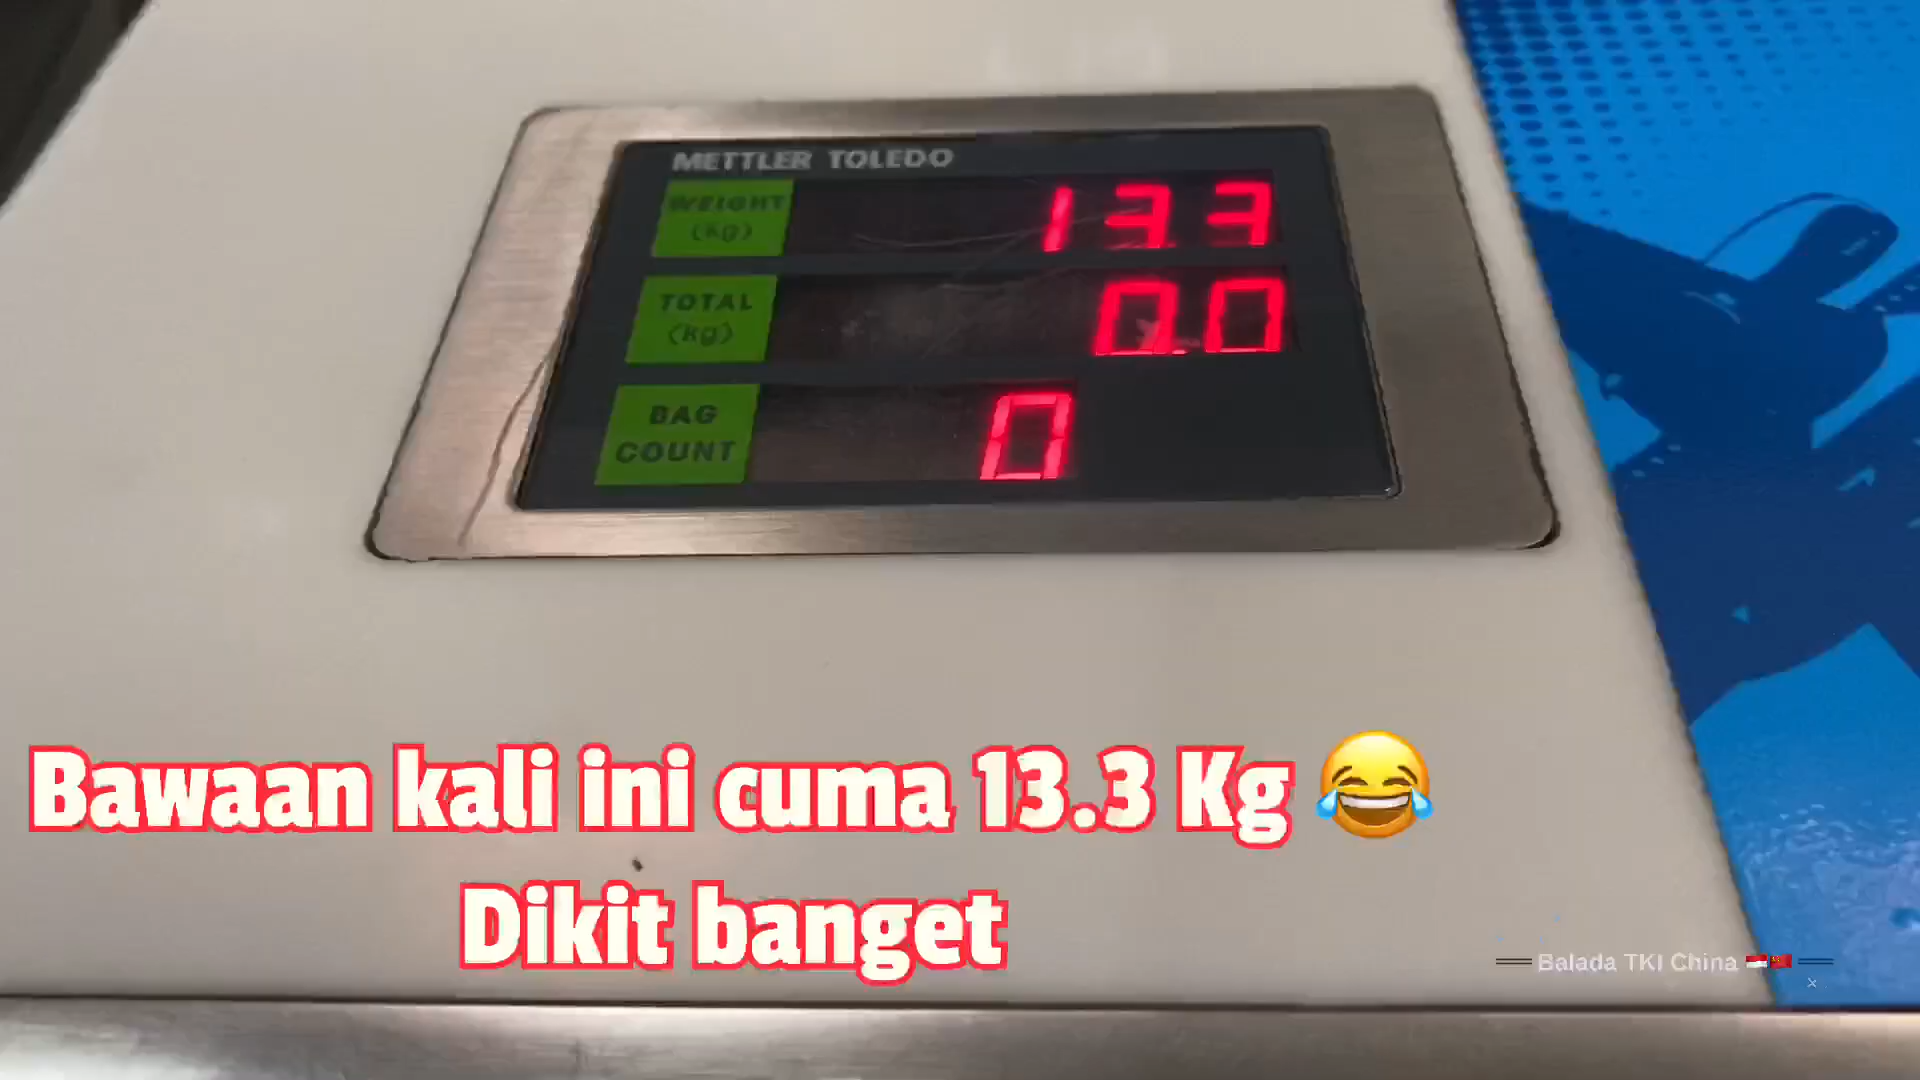 METTLER TOLEDO
WEIGHT 13.3
(kg)
TOTAL 0.0
(kg)
BAG 0
COUNT
Bawaan kali ini cuma 13.3 Kg 😂
Dikit banget
Balada TKI China 🇮🇩🇨🇳